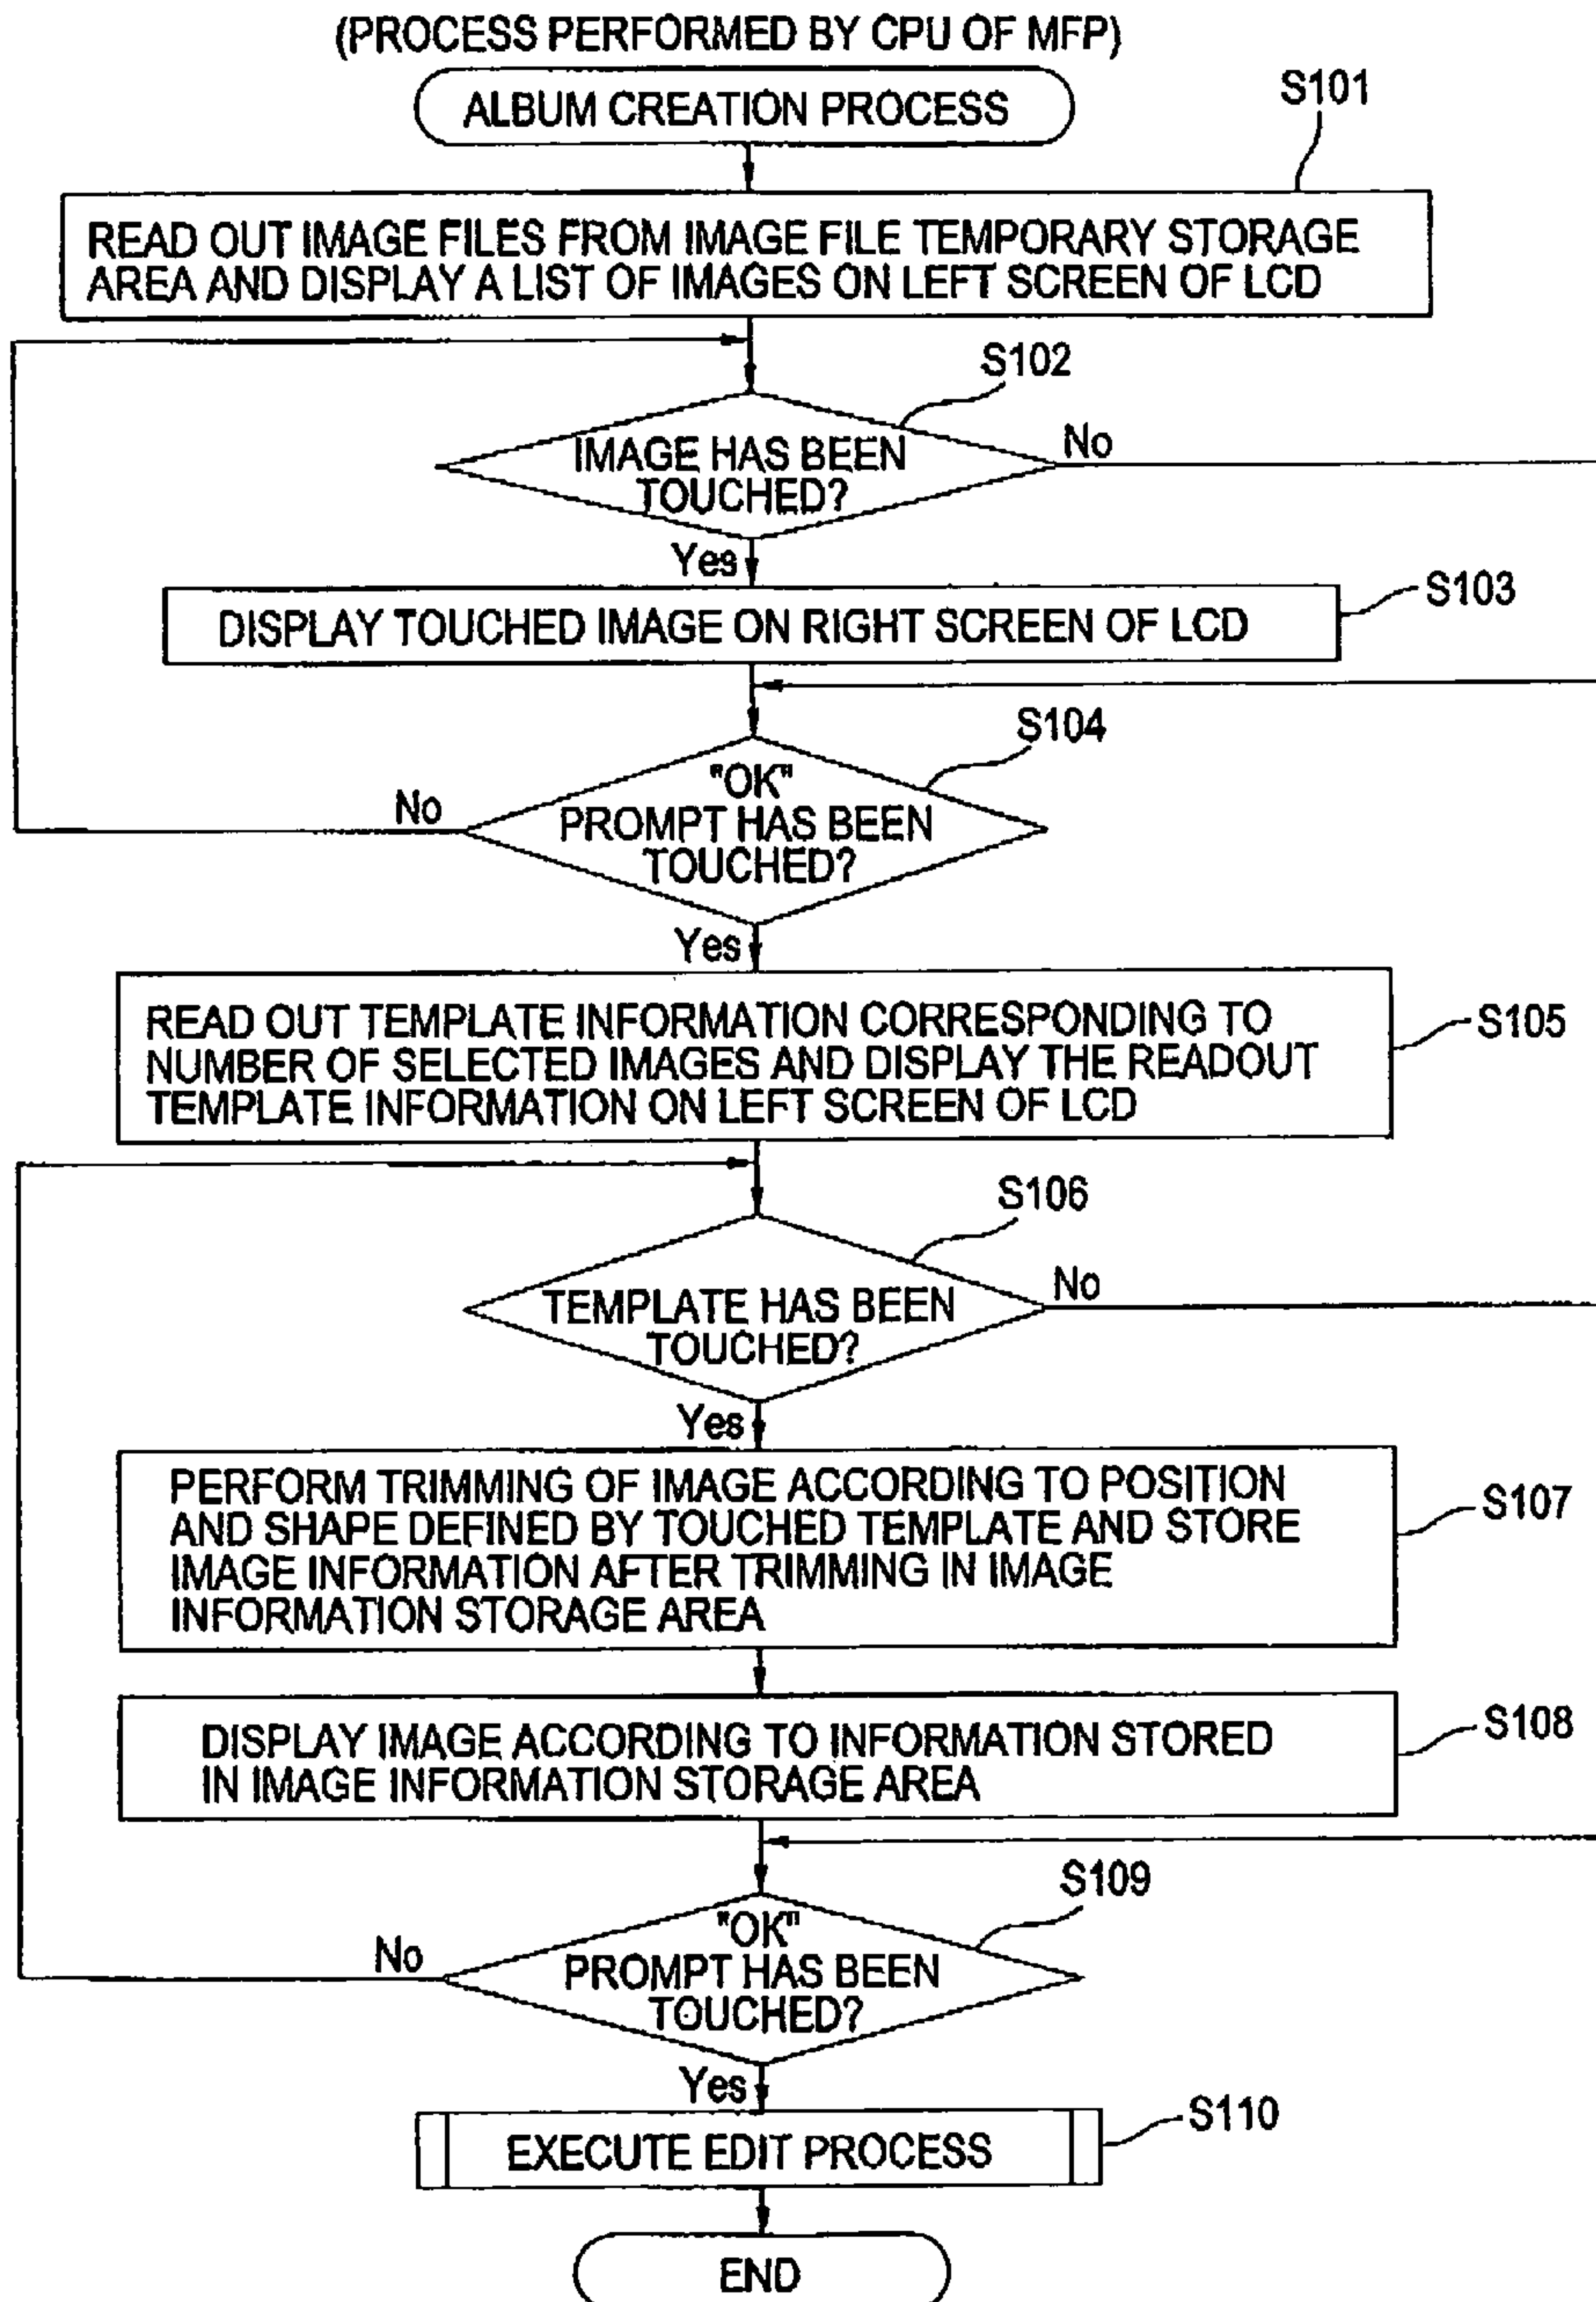 (PROCESS PERFORMED BY CPU OF MFP)
ALBUM CREATION PROCESS
S101
READ OUT IMAGE FILES FROM IMAGE FILE TEMPORARY STORAGE
AREA AND DISPLAY A LIST OF IMAGES ON LEFT SCREEN OF LCD
S102
IMAGE HAS BEEN
TOUCHED?
No
Yes
S103
DISPLAY TOUCHED IMAGE ON RIGHT SCREEN OF LCD
S104
"OK"
PROMPT HAS BEEN
TOUCHED?
No
Yes
S105
READ OUT TEMPLATE INFORMATION CORRESPONDING TO
NUMBER OF SELECTED IMAGES AND DISPLAY THE READOUT
TEMPLATE INFORMATION ON LEFT SCREEN OF LCD
S106
TEMPLATE HAS BEEN
TOUCHED?
No
Yes
S107
PERFORM TRIMMING OF IMAGE ACCORDING TO POSITION
AND SHAPE DEFINED BY TOUCHED TEMPLATE AND STORE
IMAGE INFORMATION AFTER TRIMMING IN IMAGE
INFORMATION STORAGE AREA
S108
DISPLAY IMAGE ACCORDING TO INFORMATION STORED
IN IMAGE INFORMATION STORAGE AREA
S109
"OK"
PROMPT HAS BEEN
TOUCHED?
No
Yes
S110
EXECUTE EDIT PROCESS
END